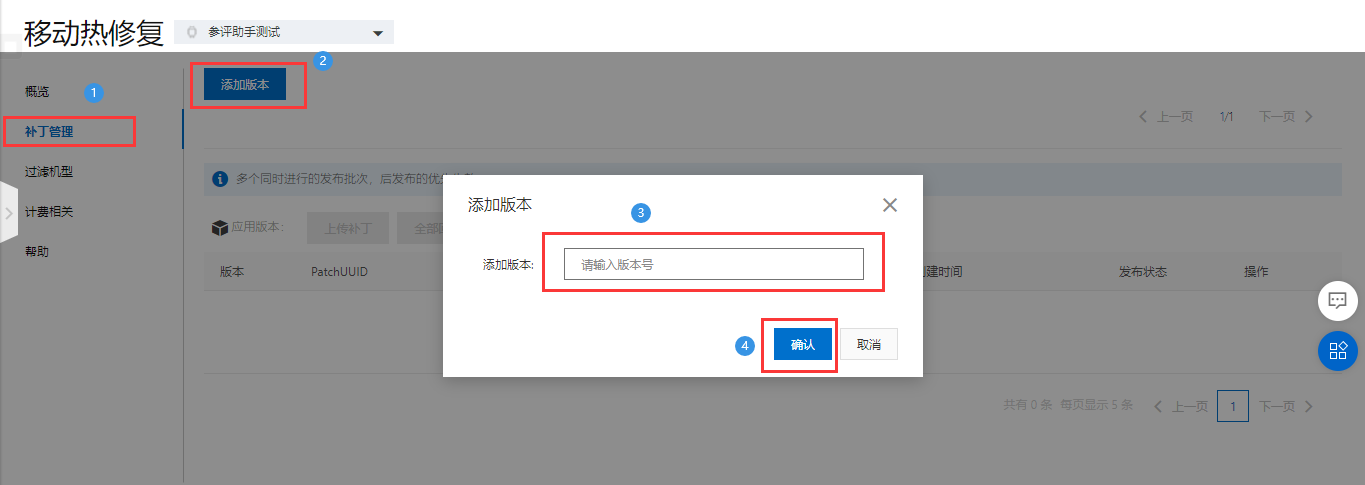 移动热修复
参评助手测试
2
添加版本
概览
1
补丁管理
过滤机型
计费相关
帮助
上一页 1/1 下一页
多个同时进行的发布批次，后发布的优
应用版本：
上传补丁
全部
版本 PatchUUID 建时间 发布状态 操作
添加版本
3
添加版本:
请输入版本号
4
确认
取消
共有 0 条 每页显示 5 条 上一页 1 下一页